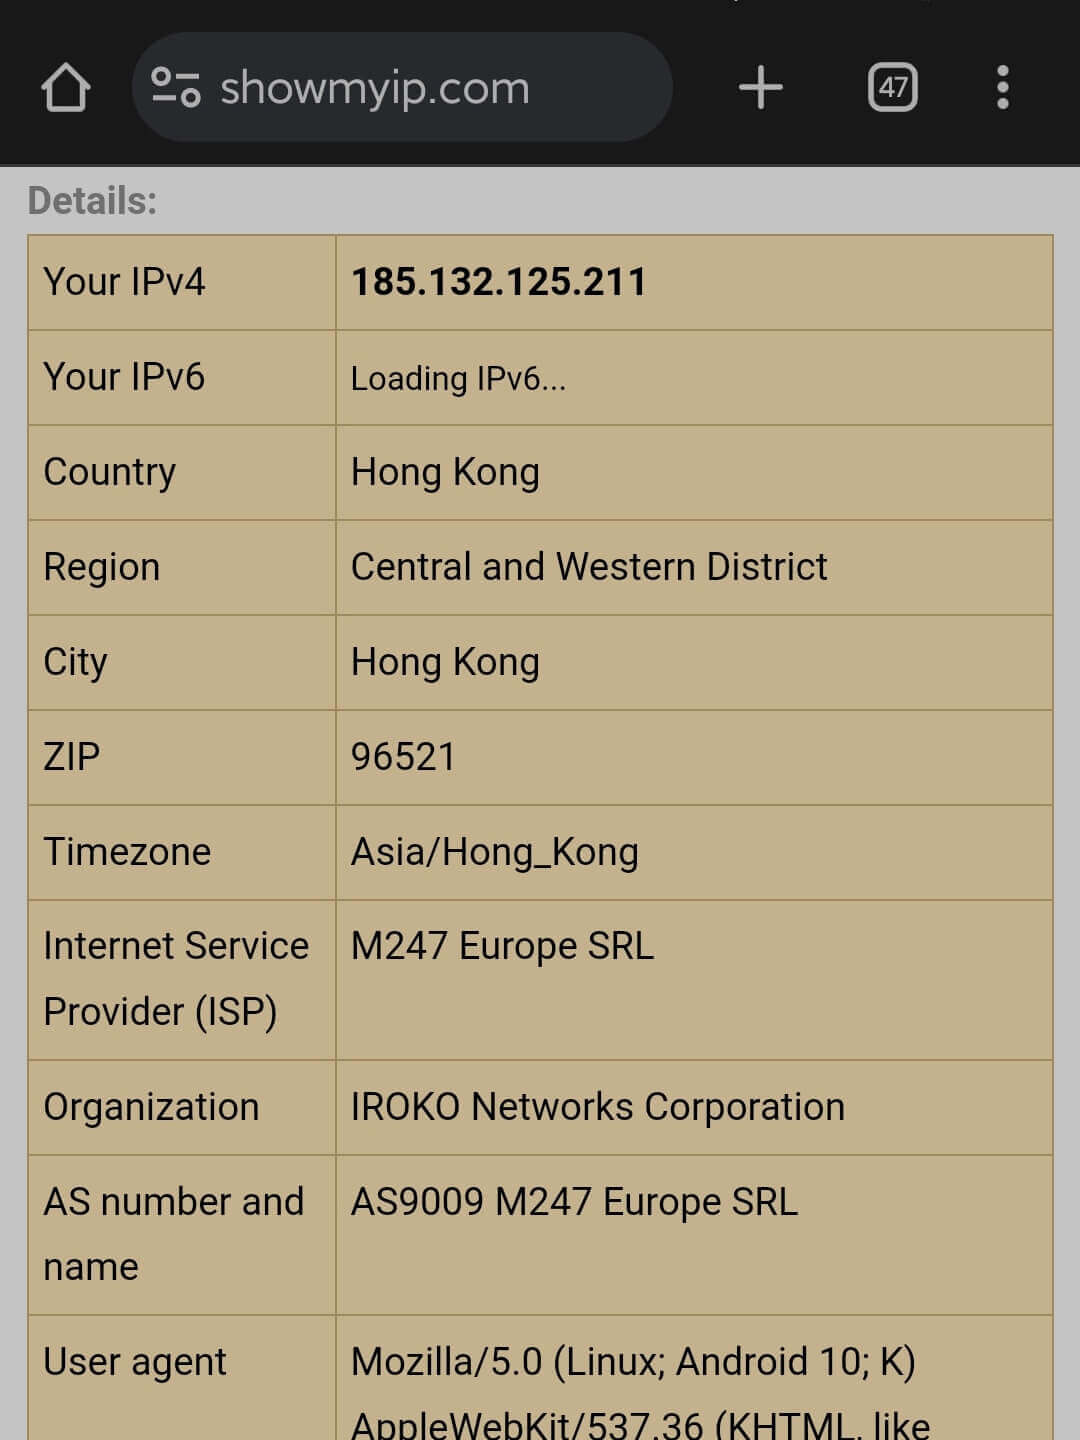 showmyip.com
47
Details:
Your IPv4 185.132.125.211
Your IPv6 Loading IPv6...
Country Hong Kong
Region Central and Western District
City Hong Kong
ZIP 96521
Timezone Asia/Hong_Kong
Internet Service M247 Europe SRL
Provider (ISP)
Organization IROKO Networks Corporation
AS number and AS9009 M247 Europe SRL
name
User agent Mozilla/5.0 (Linux; Android 10; K)
AppleWebKit/537.36 (KHTML, like